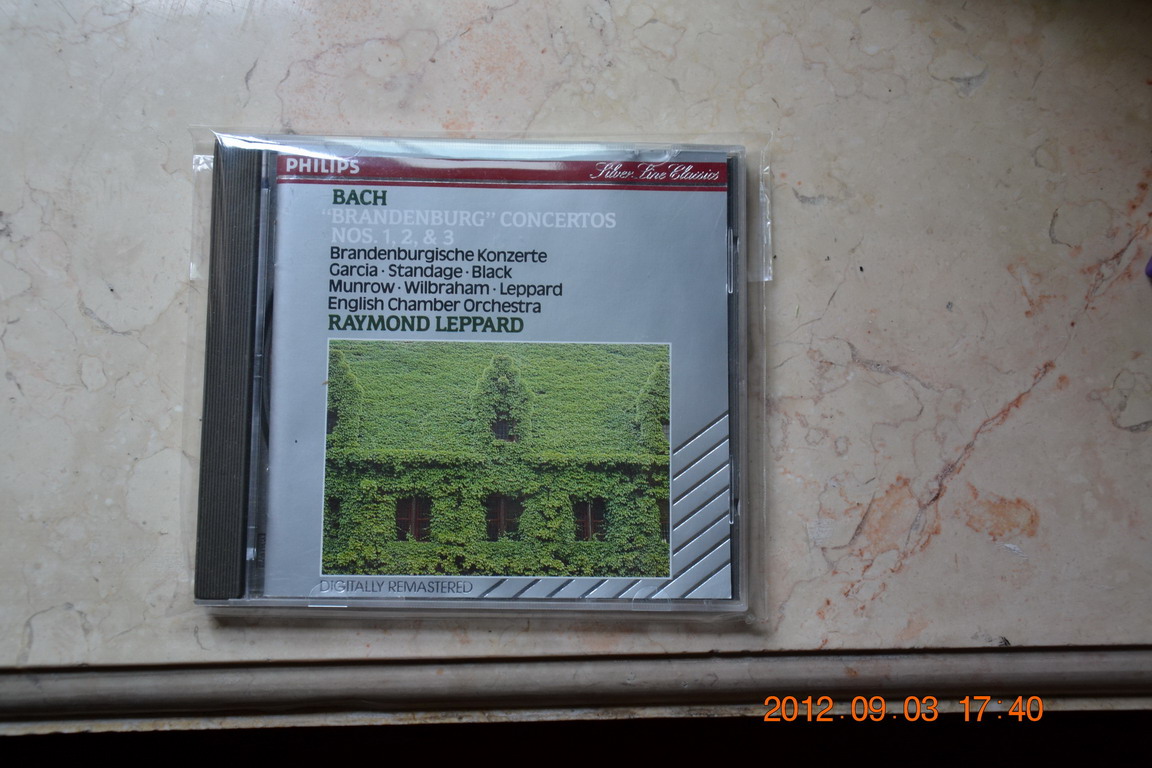 PHILIPS Silver Line Classics
BACH
"BRANDENBURG" CONCERTOS
NOS. 1, 2, & 3
Brandenburgische Konzerte
Garcia · Standage · Black
Munrow · Wilbraham · Leppard
English Chamber Orchestra
RAYMOND LEPPARD
DIGITALLY REMASTERED
2012.09.03 17:40